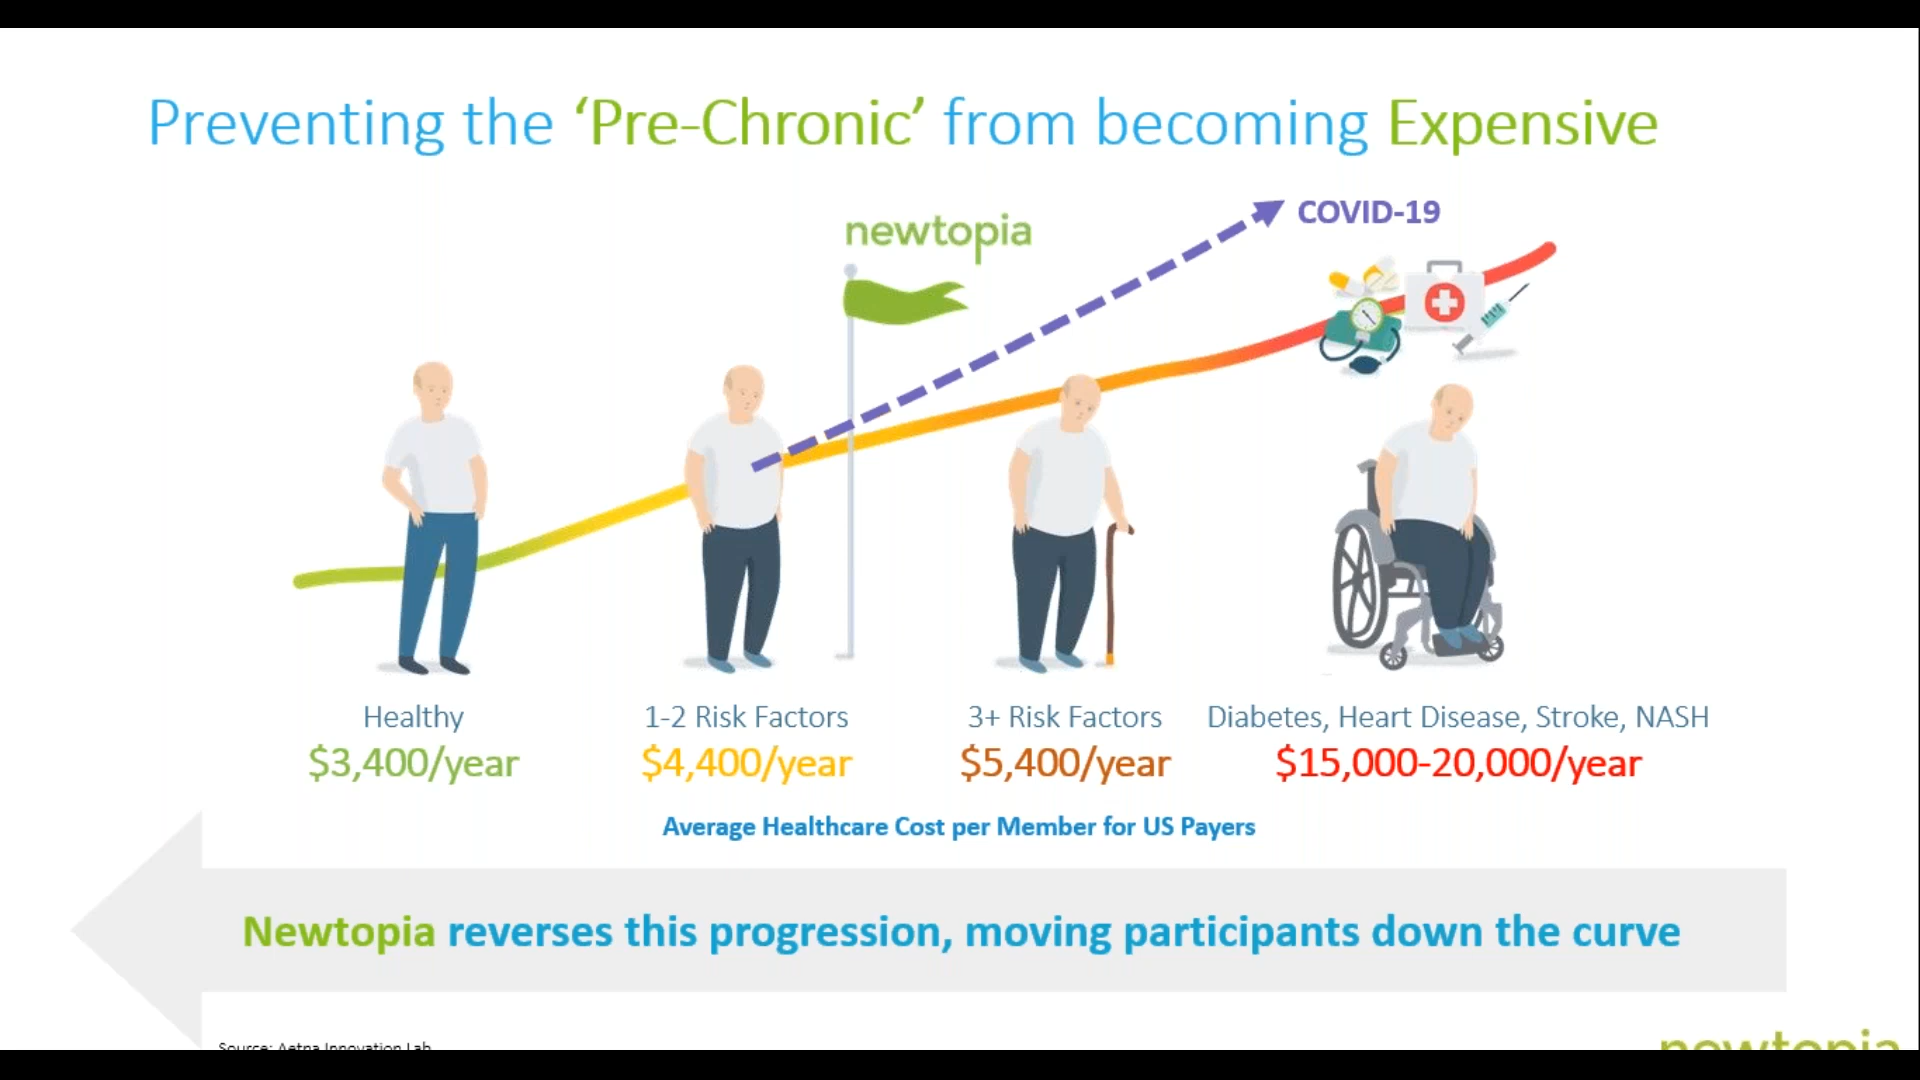 Preventing the ‘Pre-Chronic’ from becoming Expensive
COVID-19
newtopia
Healthy
$3,400/year
1-2 Risk Factors
$4,400/year
3+ Risk Factors
$5,400/year
Diabetes, Heart Disease, Stroke, NASH
$15,000-20,000/year
Average Healthcare Cost per Member for US Payers
Newtopia reverses this progression, moving participants down the curve
Source: Aetna Innovation Lab
newtopia